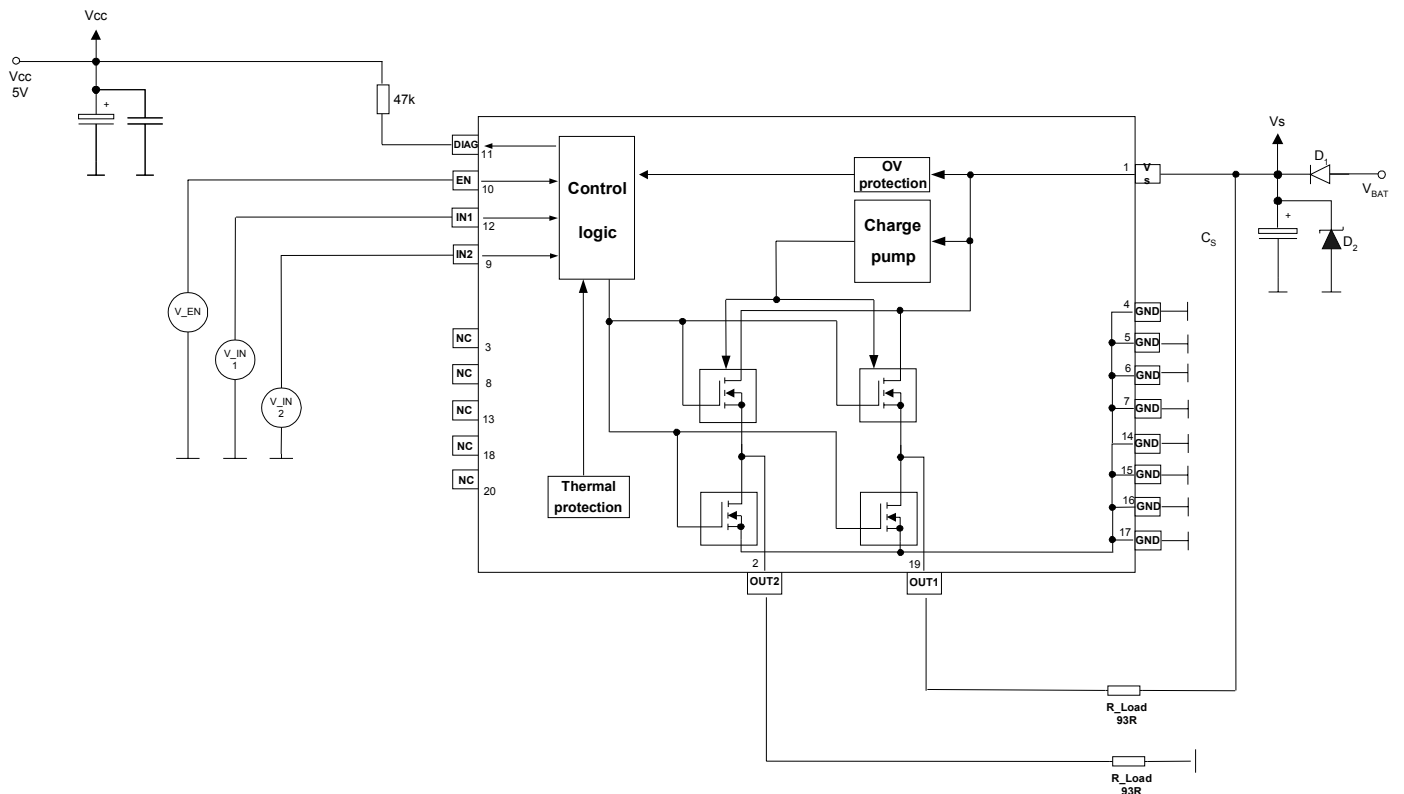 Vcc
Vcc
5V
+
47k
DIAG
11
EN
10
IN1
12
IN2
9
Control
logic
OV
protection
Charge
pump
1
V
s
Vs
D1
VBAT
+
CS
D2
V_EN
V_IN
1
V_IN
2
NC
3
NC
8
NC
13
NC
18
NC
20
Thermal
protection
4
GND
5
GND
6
GND
7
GND
14
GND
15
GND
16
GND
17
GND
2
OUT2
19
OUT1
R_Load
93R
R_Load
93R